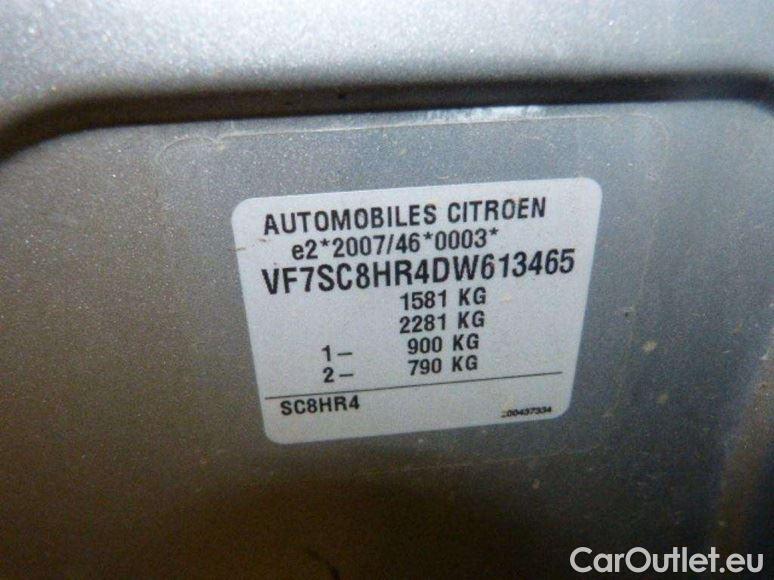 AUTOMOBILES CITROEN
e2*2007/46*0003*
VF7SC8HR4DW613465
1581 KG
2281 KG
1- 900 KG
2- 790 KG
SC8HR4
CarOutlet.eu